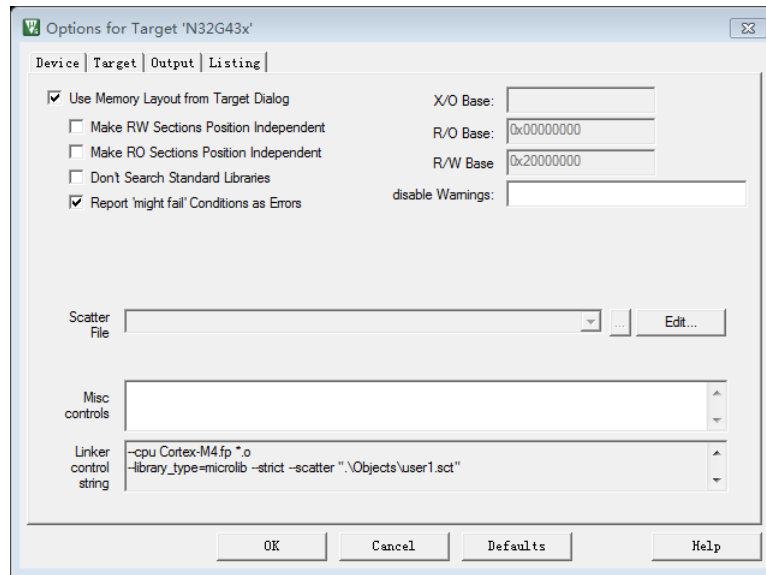 Options for Target 'N32G43x'
Device Target Output Listing
Use Memory Layout from Target Dialog
Make RW Sections Position Independent
Make RO Sections Position Independent
Don't Search Standard Libraries
Report 'might fail' Conditions as Errors
X/O Base:
R/O Base: 0x00000000
R/W Base 0x20000000
disable Warnings:
Scatter
File
...
Edit...
Misc
controls
Linker
control
string
--cpu Cortex-M4.fp *.o
--library_type=microlib --strict --scatter ".\Objects\user1.sct"
OK Cancel Defaults Help